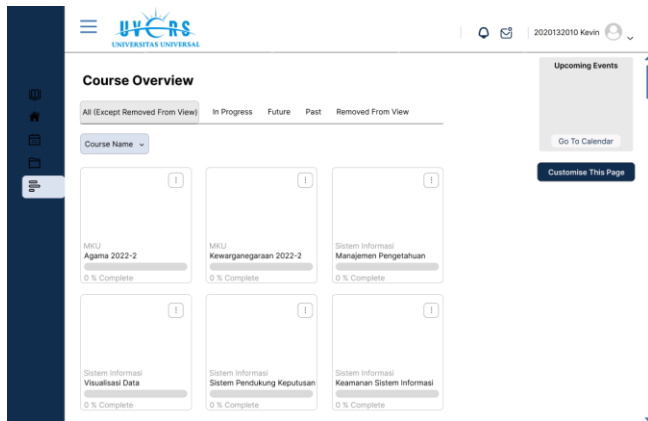 UVERS
UNIVERSITAS UNIVERSAL
2020132010 Kevin
Upcoming Events
Go To Calendar
Customise This Page
Course Overview
All (Except Removed From View) In Progress Future Past Removed From View
Course Name
MKU
Agama 2022-2
0 % Complete
MKU
Kewarganegaraan 2022-2
0 % Complete
Sistem Informasi
Manajemen Pengetahuan
0 % Complete
Sistem Informasi
Visualisasi Data
0 % Complete
Sistem Informasi
Sistem Pendukung Keputusan
0 % Complete
Sistem Informasi
Keamanan Sistem Informasi
0 % Complete